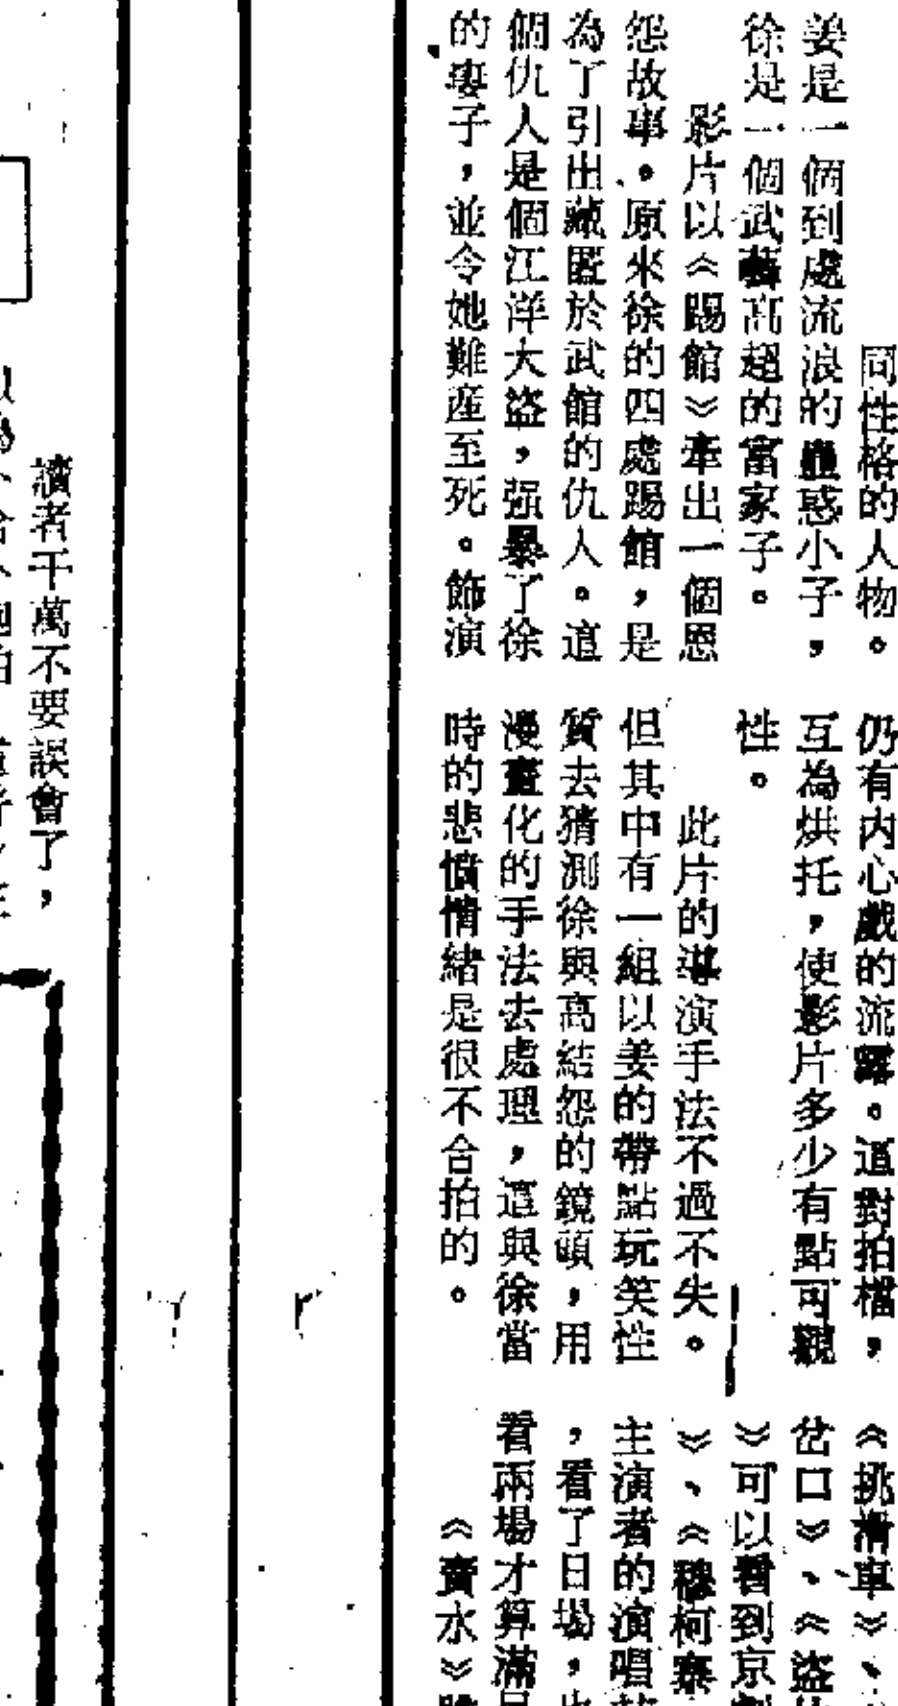 同性格的人物。
姜是一個到處流浪的蠱惑小子，
徐是一個武藝高超的富家子。
影片以《踢館》牽出一個恩
怨故事。原來徐的四處踢館，是
為了引出藏匿於武館的仇人。這
個仇人是個江洋大盜，强暴了徐
的妻子，並令她難産至死。飾演
仍有内心戲的流露。這對拍檔，
互為烘托，使影片多少有點可觀
性。
此片的導演手法不過不失。
但其中有一組以姜的帶點玩笑性
質去猜測徐與高結怨的鏡頭，用
漫畫化的手法去處理，這與徐當
時的悲憤情緒是很不合拍的。
《挑滑車》、
岔口》、《盜
》可以看到京
》、《穆柯寨
主演者的演唱
，看了日場，
看兩場才算滿
《賣水》
讀者千萬不要誤會了，